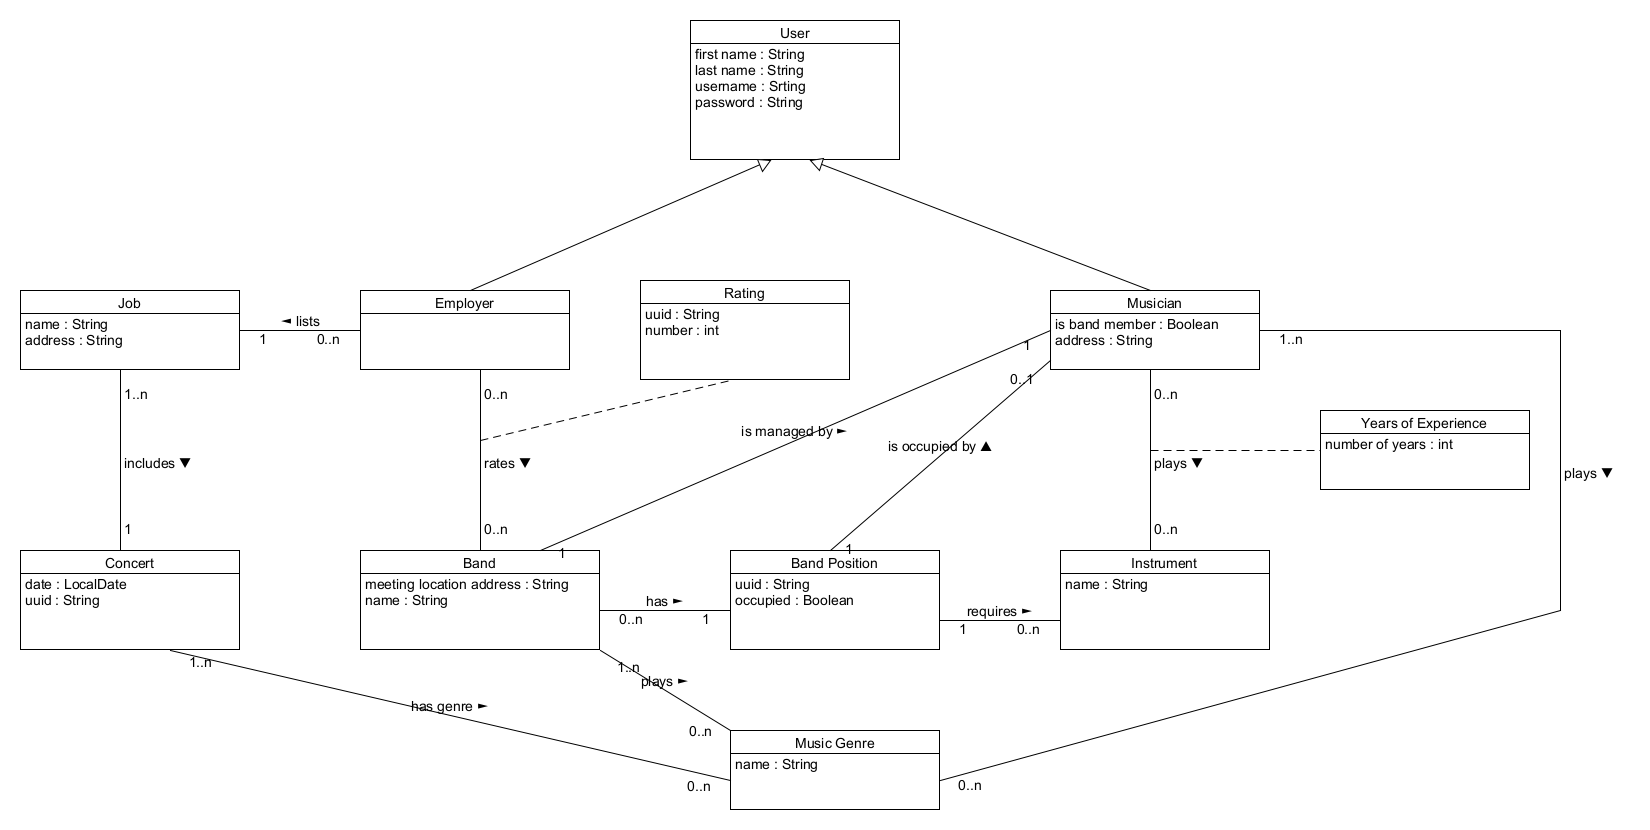 User
first name : String
last name : String
username : Srting
password : String
Job
name : String
address : String
◄ lists
1
0..n
Employer
Rating
uuid : String
number : int
Musician
is band member : Boolean
address : String
1
0..1
1..n
1..n
0..n
0..n
Years of Experience
number of years : int
is managed by ►
is occupied by ▲
includes ▼
rates ▼
plays ▼
plays ▼
1
0..n
0..n
1
1
Concert
date : LocalDate
uuid : String
Band
meeting location address : String
name : String
has ►
0..n
1
Band Position
uuid : String
occupied : Boolean
requires ►
1
0..n
Instrument
name : String
1..n
1..n
plays ►
has genre ►
0..n
0..n
0..n
Music Genre
name : String